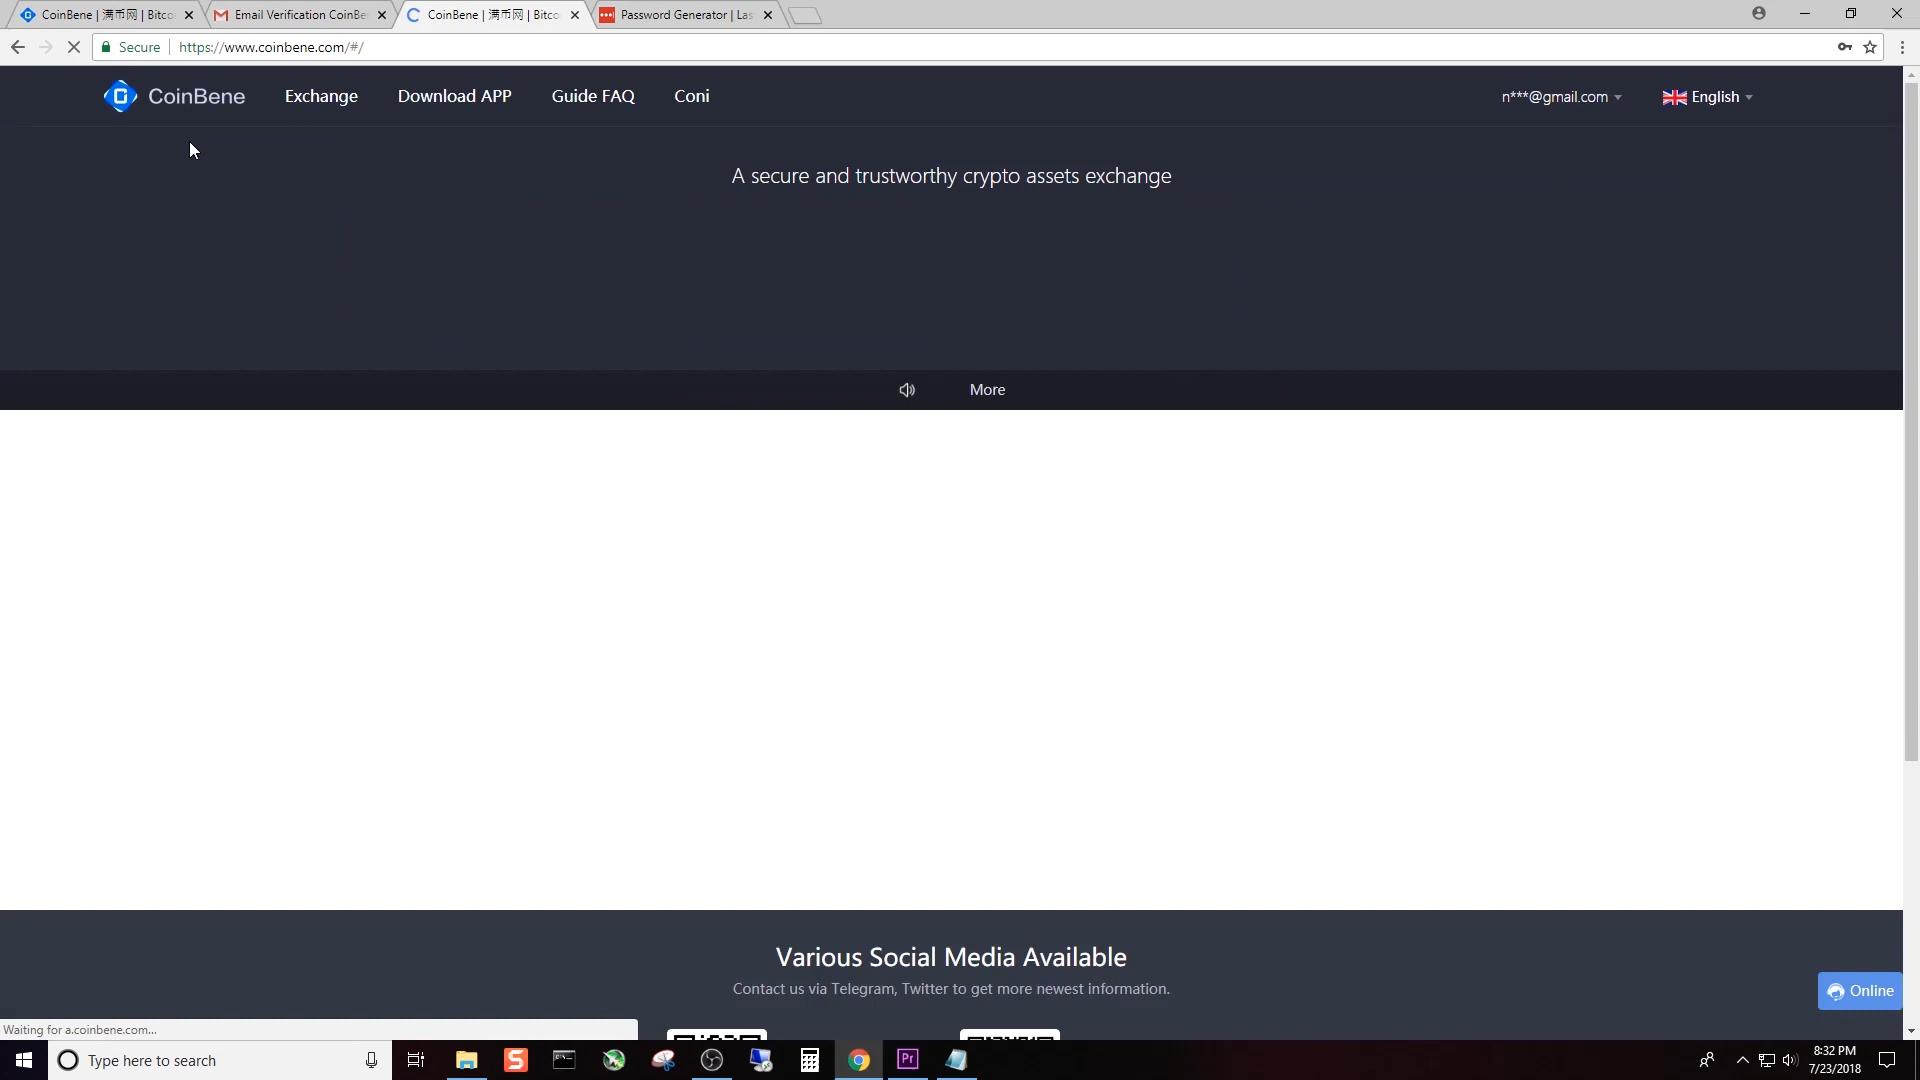 CoinBene | 满币网 | Bitco
Email Verification CoinBe
CoinBene | 满币网 | Bitco
Password Generator | Las
Secure
https://www.coinbene.com/#/
CoinBene
Exchange
Download APP
Guide FAQ
Coni
n***@gmail.com
English
A secure and trustworthy crypto assets exchange
More
Various Social Media Available
Contact us via Telegram, Twitter to get more newest information.
Online
Waiting for a.coinbene.com...
Type here to search
S
Pr
8:32 PM
7/23/2018